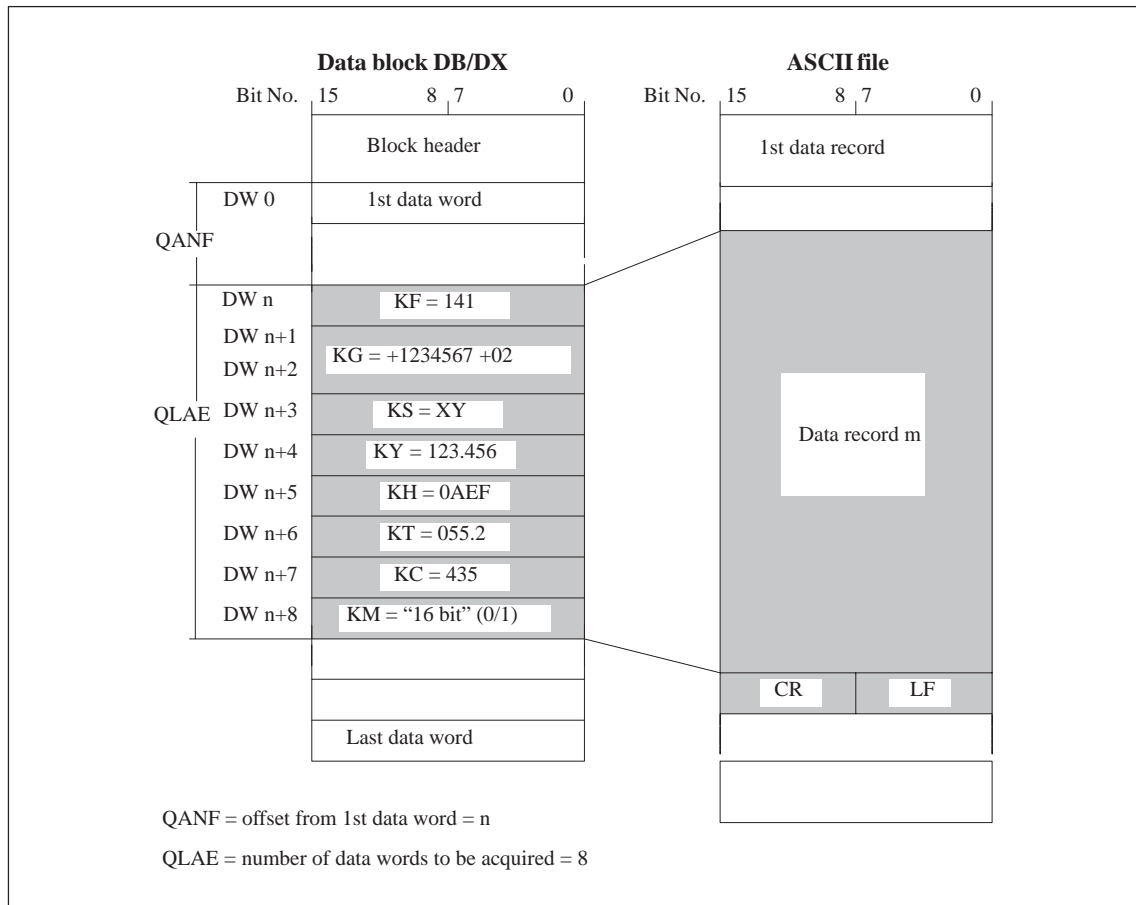 Data block DB/DX
ASCII file
Bit No. 15 8 7 0
Bit No. 15 8 7 0
Block header
1st data record
DW 0 1st data word
QANF
DW n KF = 141
DW n+1
KG = +1234567 +02
DW n+2
QLAE
DW n+3 KS = XY
Data record m
DW n+4 KY = 123.456
DW n+5 KH = 0AEF
DW n+6 KT = 055.2
DW n+7 KC = 435
DW n+8 KM = “16 bit” (0/1)
CR LF
Last data word
QANF = offset from 1st data word = n
QLAE = number of data words to be acquired = 8